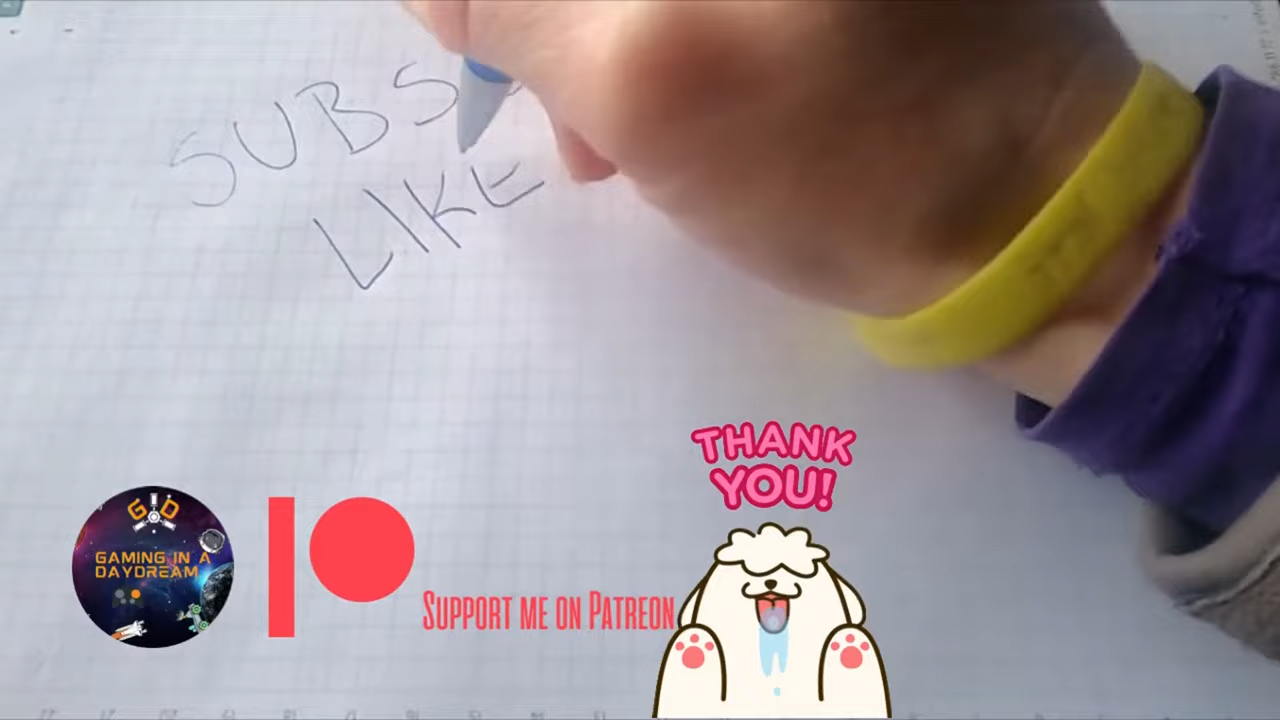 SUBS
LIKE
THANK
YOU!
G D
GAMING IN A
DAYDREAM
SUPPORT ME ON PATREON